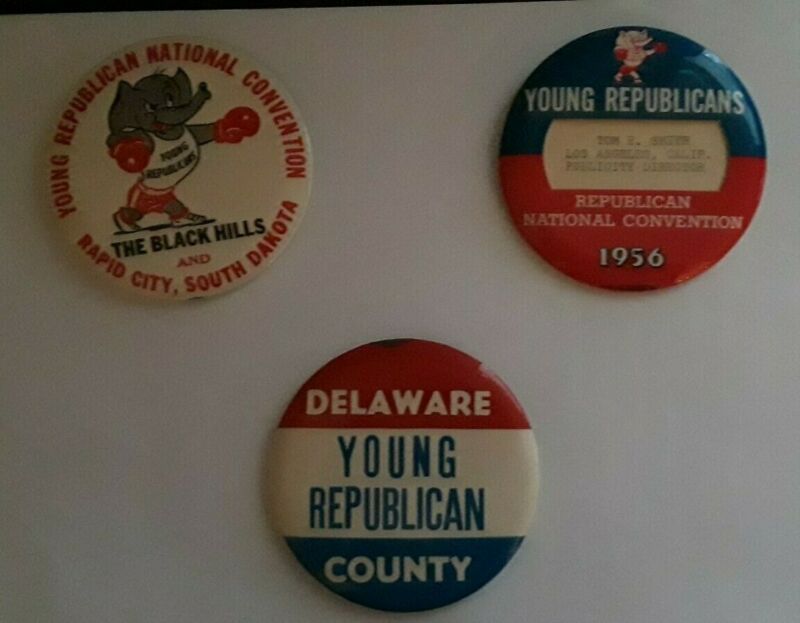 YOUNG REPUBLICAN NATIONAL CONVENTION
YOUNG
REPUBLICANS
THE BLACK HILLS
AND
RAPID CITY, SOUTH DAKOTA
YOUNG REPUBLICANS
TOM E.
LOS ANGELES, CALIF.
PUBLICITY DIRECTOR
REPUBLICAN
NATIONAL CONVENTION
1956
DELAWARE
YOUNG
REPUBLICAN
COUNTY